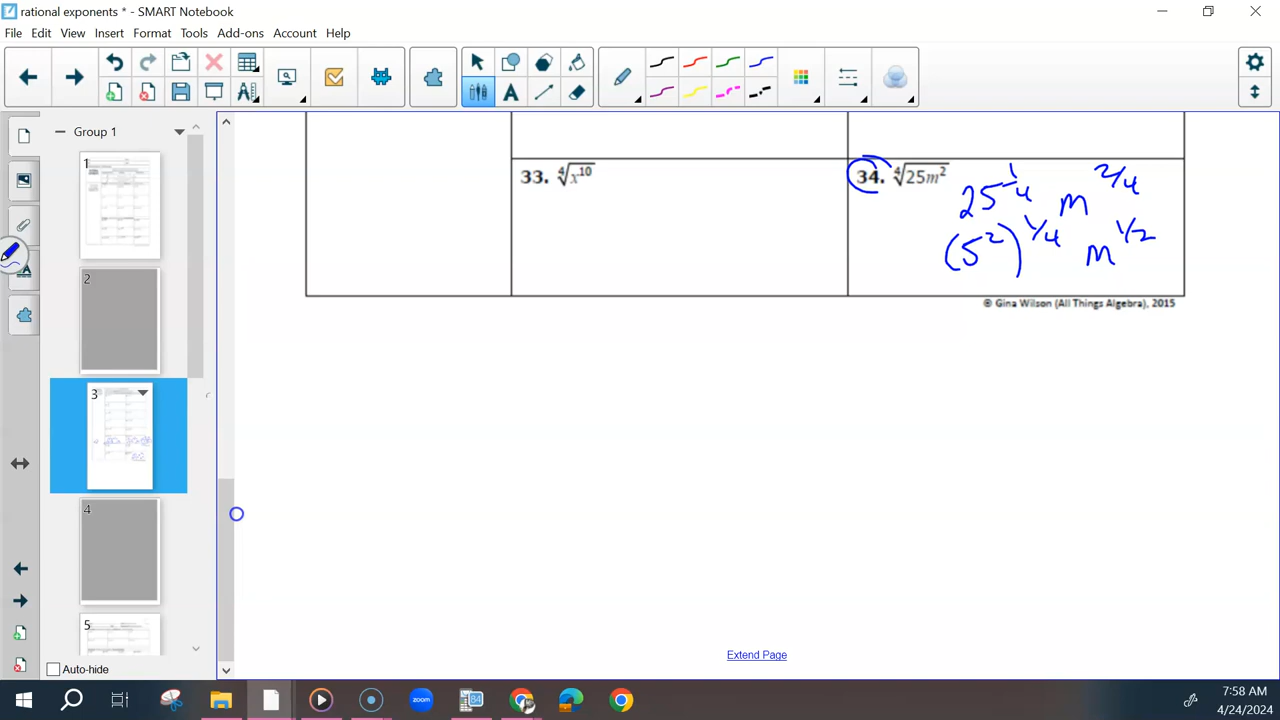 rational exponents * - SMART Notebook
File Edit View Insert Format Tools Add-ons Account Help
Group 1
1
2
3
4
5
Auto-hide
33. ∜x¹⁰
34. ∜25m²
25^1/4 m^2/4
(5²)^1/4 m^1/2
© Gina Wilson (All Things Algebra), 2015
Extend Page
zoom
7:58 AM
4/24/2024